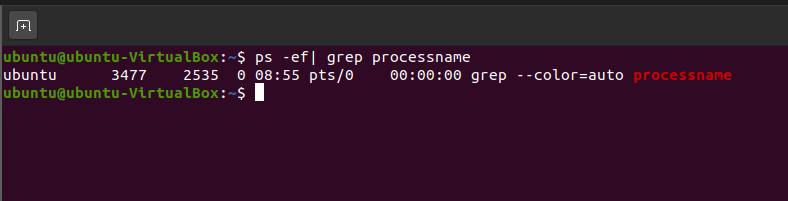 ubuntu@ubuntu-VirtualBox:~$ ps -ef| grep processname
ubuntu      3477    2535  0 08:55 pts/0    00:00:00 grep --color=auto processname
ubuntu@ubuntu-VirtualBox:~$